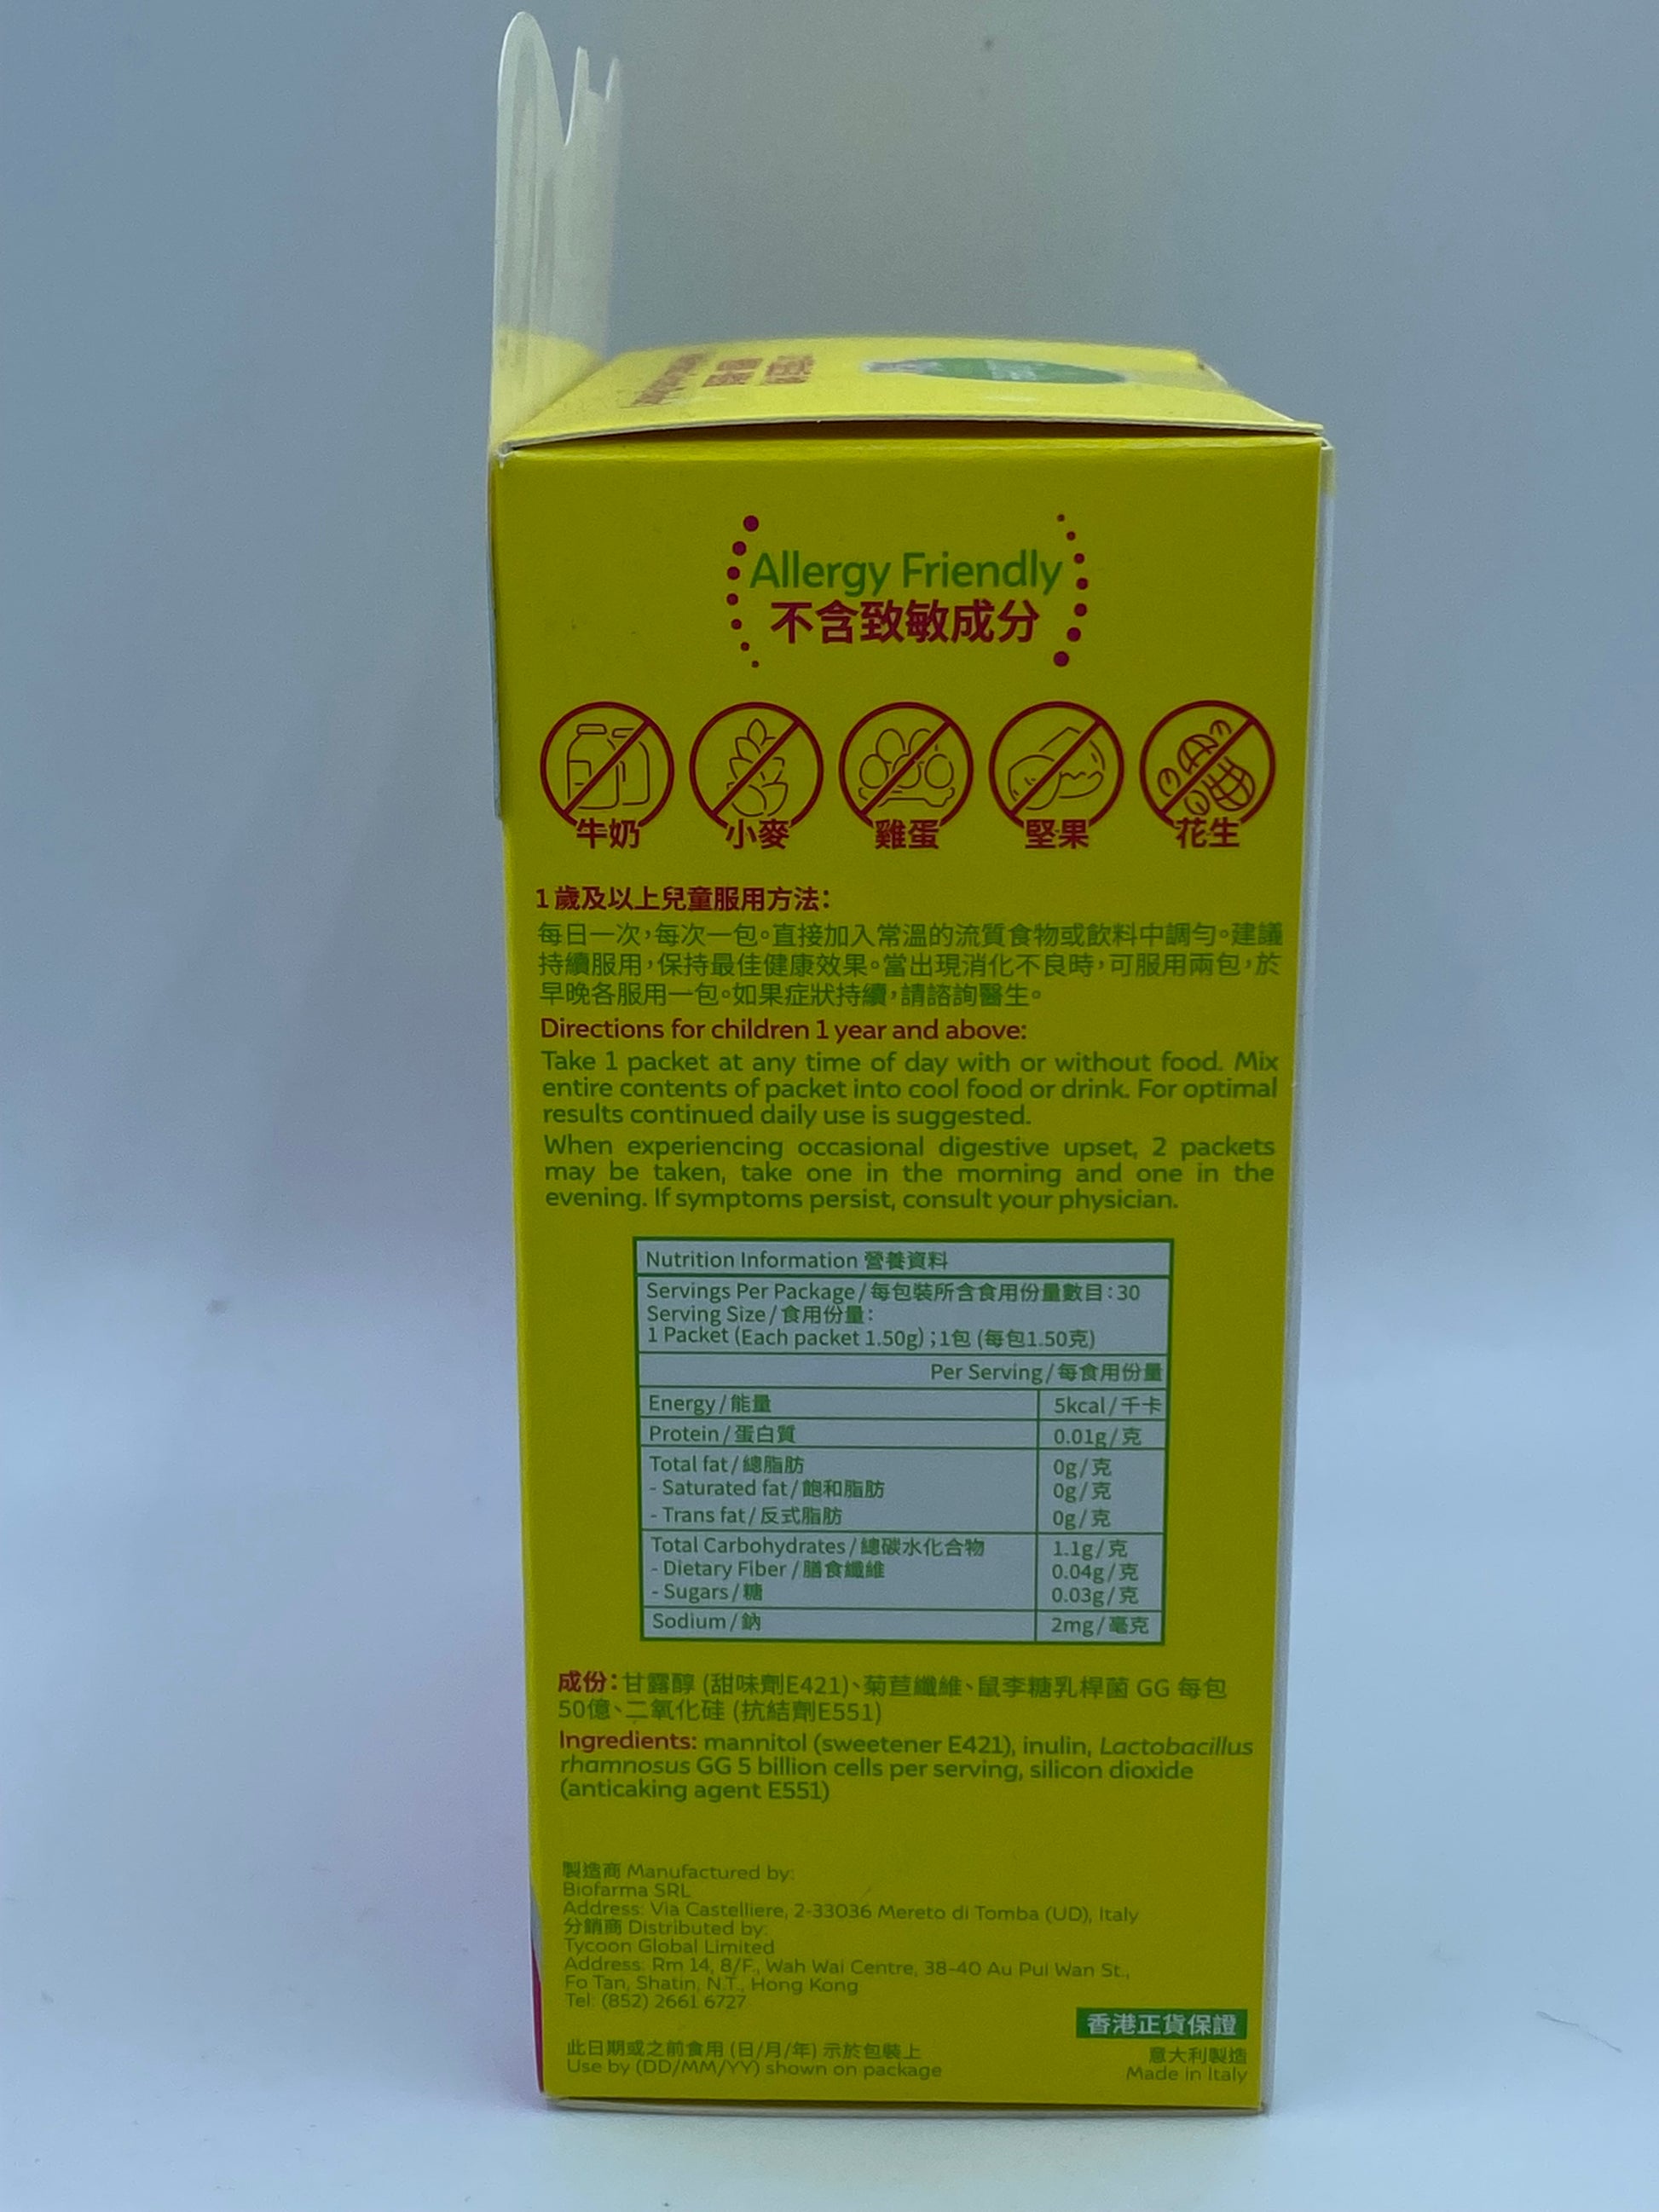 Allergy Friendly
不含致敏成分
牛奶 小麥 雞蛋 堅果 花生
1歲及以上兒童服用方法：
每日一次，每次一包。直接加入常溫的流質食物或飲料中調勻。建議
持續服用，保持最佳健康效果。當出現消化不良時，可服用兩包，於
早晚各服用一包。如果症狀持續，請諮詢醫生。
Directions for children 1 year and above:
Take 1 packet at any time of day with or without food. Mix
entire contents of packet into cool food or drink. For optimal
results continued daily use is suggested.
When experiencing occasional digestive upset, 2 packets
may be taken, take one in the morning and one in the
evening. If symptoms persist, consult your physician.
Nutrition Information 營養資料
Servings Per Package/每包裝所含食用份量數目：30
Serving Size/食用份量：
1 Packet (Each packet 1.50g)；1包 (每包1.50克)
Per Serving/每食用份量
Energy/能量 5kcal/千卡
Protein/蛋白質 0.01g/克
Total fat/總脂肪 0g/克
- Saturated fat/飽和脂肪 0g/克
- Trans fat/反式脂肪 0g/克
Total Carbohydrates/總碳水化合物 1.1g/克
- Dietary Fiber/膳食纖維 0.04g/克
- Sugars/糖 0.03g/克
Sodium/鈉 2mg/毫克
成份：甘露醇 (甜味劑E421)、菊苣纖維、鼠李糖乳桿菌 GG 每包
50億、二氧化硅 (抗結劑E551)
Ingredients: mannitol (sweetener E421), inulin, Lactobacillus
rhamnosus GG 5 billion cells per serving, silicon dioxide
(anticaking agent E551)
製造商 Manufactured by:
Biofarma SRL
Address: Via Castelliere, 2-33036 Mereto di Tomba (UD), Italy
分銷商 Distributed by:
Tycoon Global Limited
Address: Rm 14, 8/F., Wah Wai Centre, 38-40 Au Pui Wan St.,
Fo Tan, Shatin, N.T., Hong Kong
Tel: (852) 2661 6727
香港正貨保證
此日期或之前食用 (日/月/年) 示於包裝上
Use by (DD/MM/YY) shown on package
意大利製造
Made in Italy